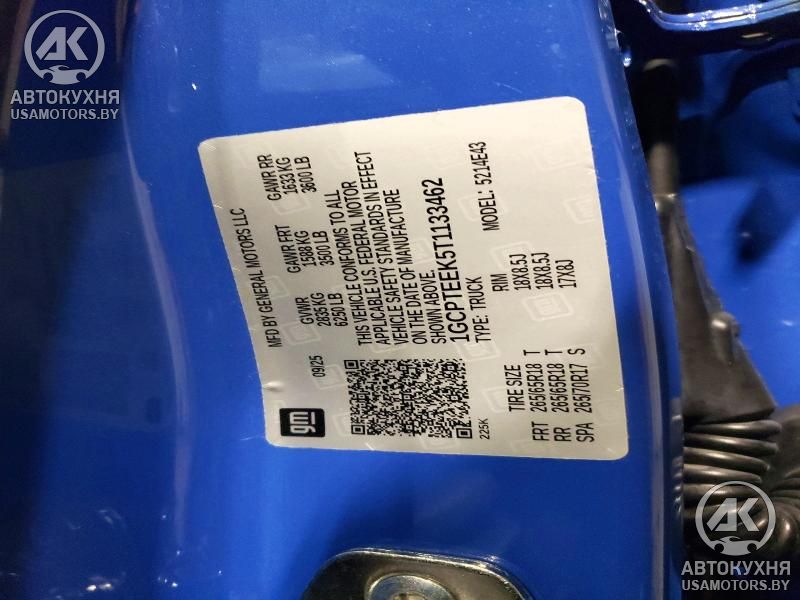 AK
АВТОКУХНЯ
USAMOTORS.BY
MFD BY GENERAL MOTORS LLC
09/25
GVWR GAWR FRT GAWR RR
2835 KG 1588 KG 1633 KG
6250 LB 3500 LB 3600 LB
THIS VEHICLE CONFORMS TO ALL
APPLICABLE U.S. FEDERAL MOTOR
VEHICLE SAFETY STANDARDS IN EFFECT
ON THE DATE OF MANUFACTURE
SHOWN ABOVE.
1GCPTEEK5T1133462
TYPE: TRUCK MODEL: 5214E43
gm
225K
TIRE SIZE RIM
FRT 265/65R18 T 18X8.5J
RR 265/65R18 T 18X8.5J
SPA 265/70R17 S 17X8J
AK
АВТОКУХНЯ
USAMOTORS.BY